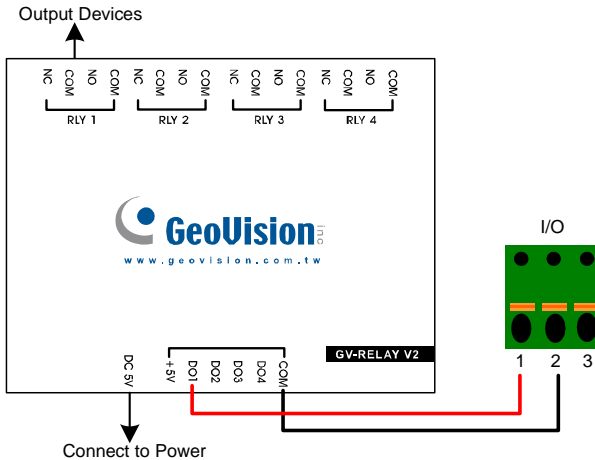 Output Devices
NC COM NO COM NC COM NO COM NC COM NO COM NC COM NO COM
RLY 1 RLY 2 RLY 3 RLY 4
GeoVision inc
www.geovision.com.tw
I/O
GV-RELAY V2
DC 5V +5V DO1 DO2 DO3 DO4 COM
1 2 3
Connect to Power